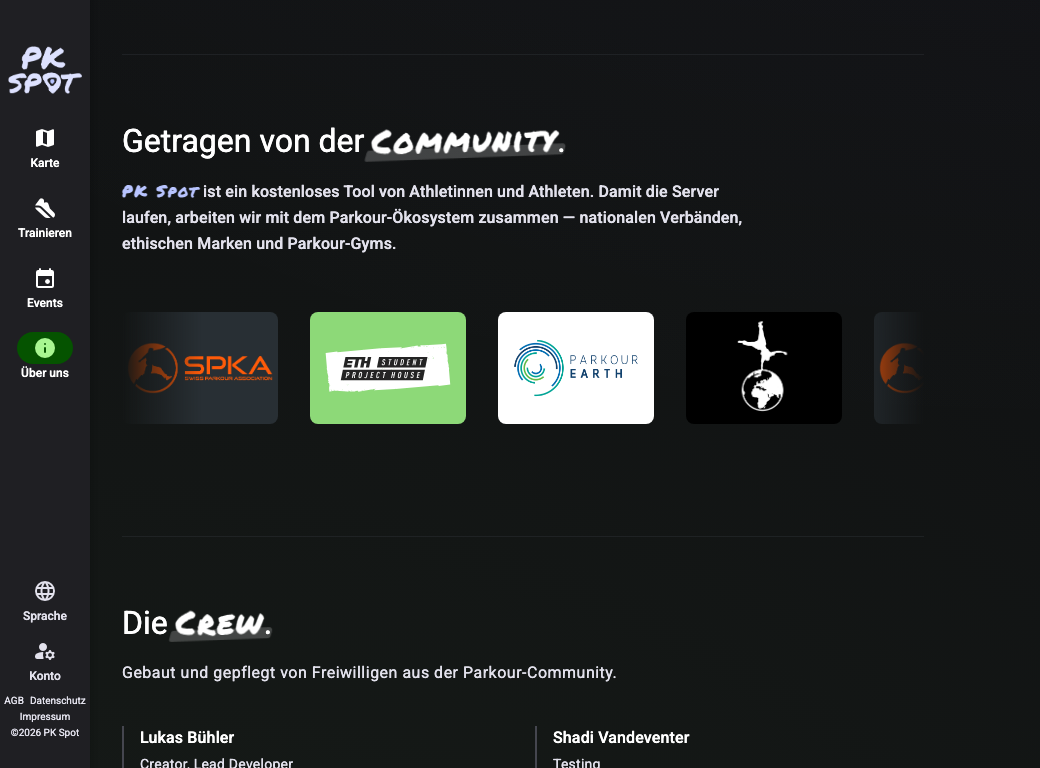 PK
SPOT
Karte
Trainieren
Events
Über uns
Sprache
Konto
AGB Datenschutz
Impressum
©2026 PK Spot
Getragen von der Community.
PK Spot ist ein kostenloses Tool von Athletinnen und Athleten. Damit die Server
laufen, arbeiten wir mit dem Parkour-Ökosystem zusammen — nationalen Verbänden,
ethischen Marken und Parkour-Gyms.
SPKA
SWISS PARKOUR ASSOCIATION
ETH STUDENT
PROJECT HOUSE
PARKOUR
EARTH
Die Crew.
Gebaut und gepflegt von Freiwilligen aus der Parkour-Community.
Lukas Bühler
Creator, Lead Developer
Shadi Vandeventer
Testing